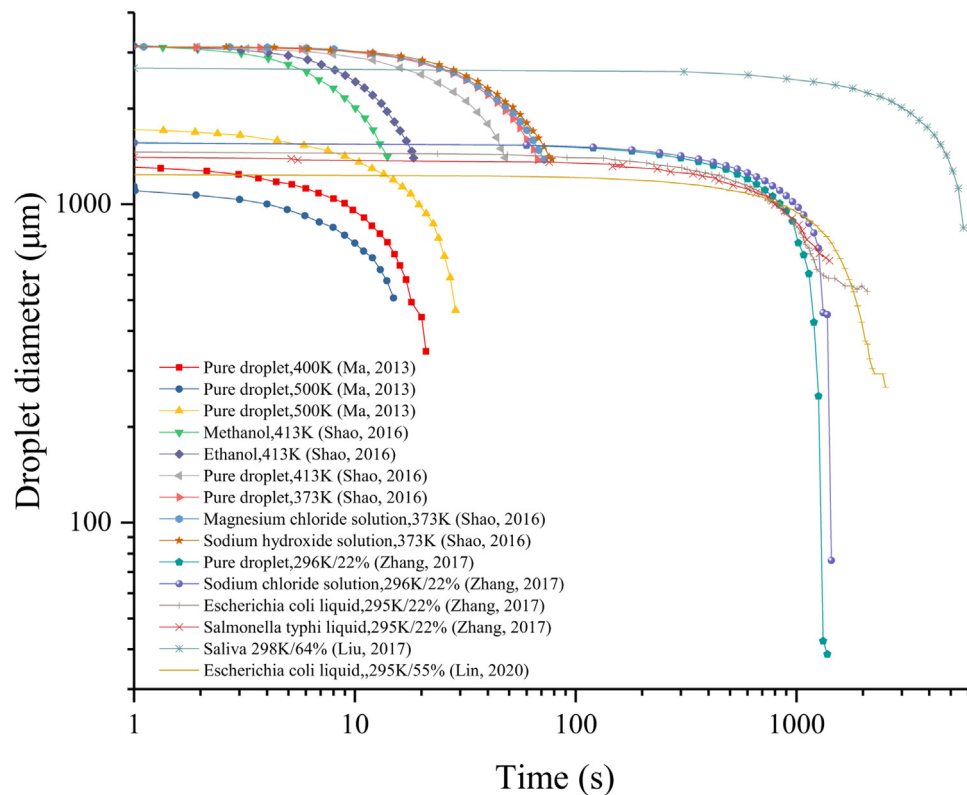 Droplet diameter (μm)
1000
100
Pure droplet,400K (Ma, 2013)
Pure droplet,500K (Ma, 2013)
Pure droplet,500K (Ma, 2013)
Methanol,413K (Shao, 2016)
Ethanol,413K (Shao, 2016)
Pure droplet,413K (Shao, 2016)
Pure droplet,373K (Shao, 2016)
Magnesium chloride solution,373K (Shao, 2016)
Sodium hydroxide solution,373K (Shao, 2016)
Pure droplet,296K/22% (Zhang, 2017)
Sodium chloride solution,296K/22% (Zhang, 2017)
Escherichia coli liquid,295K/22% (Zhang, 2017)
Salmonella typhi liquid,295K/22% (Zhang, 2017)
Saliva 298K/64% (Liu, 2017)
Escherichia coli liquid,,295K/55% (Lin, 2020)
1 10 100 1000
Time (s)